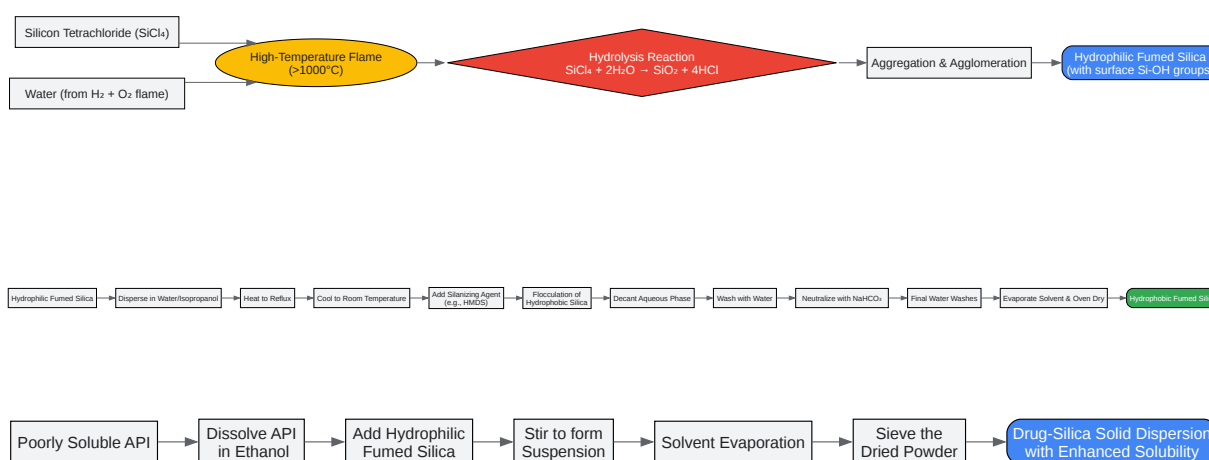 Silicon Tetrachloride (SiCl₄)
Water (from H₂ + O₂ flame)
High-Temperature Flame
(>1000°C)
Hydrolysis Reaction
SiCl₄ + 2H₂O → SiO₂ + 4HCl
Aggregation & Agglomeration
Hydrophilic Fumed Silica
(with surface Si-OH groups
Hydrophilic Fumed Silica
Disperse in Water/Isopropanol
Heat to Reflux
Cool to Room Temperature
Add Silanizing Agent
(e.g., HMDS)
Flocculation of
Hydrophobic Silica
Decant Aqueous Phase
Wash with Water
Neutralize with NaHCO₃
Final Water Washes
Evaporate Solvent & Oven Dry
Hydrophobic Fumed Sili
Poorly Soluble API
Dissolve API
in Ethanol
Add Hydrophilic
Fumed Silica
Stir to form
Suspension
Solvent Evaporation
Sieve the
Dried Powder
Drug-Silica Solid Dispersion
with Enhanced Solubility